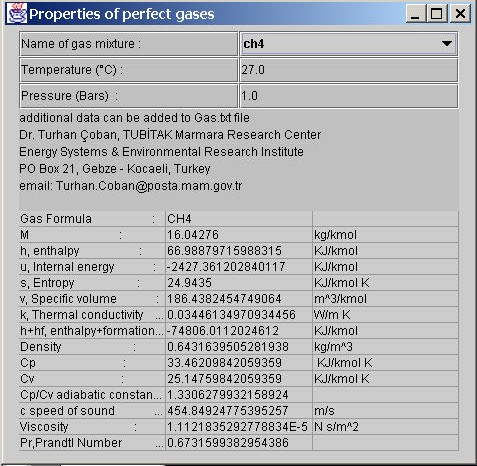 Properties of perfect gases
Name of gas mixture : ch4
Temperature (°C) : 27.0
Pressure (Bars) : 1.0
additional data can be added to Gas.txt file
Dr. Turhan Çoban, TUBİTAK Marmara Research Center
Energy Systems & Environmental Research Institute
PO Box 21, Gebze - Kocaeli, Turkey
email: Turhan.Coban@posta.mam.gov.tr
Gas Formula : CH4
M : 16.04276 kg/kmol
h, enthalpy : 66.98879715988315 KJ/kmol
u, Internal energy : -2427.361202840117 KJ/kmol
s, Entropy : 24.9435 KJ/kmol K
v, Specific volume : 186.4382454749064 m^3/kmol
k, Thermal conductivity ... 0.03446134970934456 W/m K
h+hf, enthalpy+formation... -74806.0112024612 KJ/kmol
Density : 0.6431639505281938 kg/m^3
Cp : 33.46209842059359 KJ/kmol K
Cv : 25.14759842059359 KJ/kmol K
Cp/Cv adiabatic constan... 1.3306279932158924
c speed of sound ... 454.84924775395257 m/s
Viscosity : 1.1121835292778834E-5 N s/m^2
Pr,Prandtl Number ... 0.6731599382954386